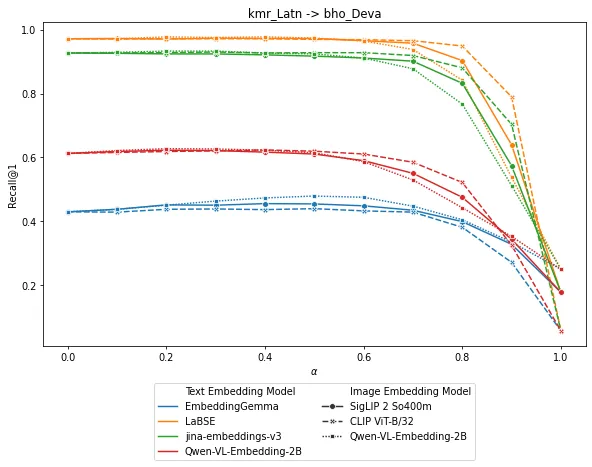 kmr_Latn -> bho_Deva
1.0
0.8
0.6
0.4
0.2
Recall@1
0.0 0.2 0.4 0.6 0.8 1.0
α
Text Embedding Model
EmbeddingGemma
LaBSE
jina-embeddings-v3
Qwen-VL-Embedding-2B
Image Embedding Model
SigLIP 2 So400m
CLIP ViT-B/32
Qwen-VL-Embedding-2B